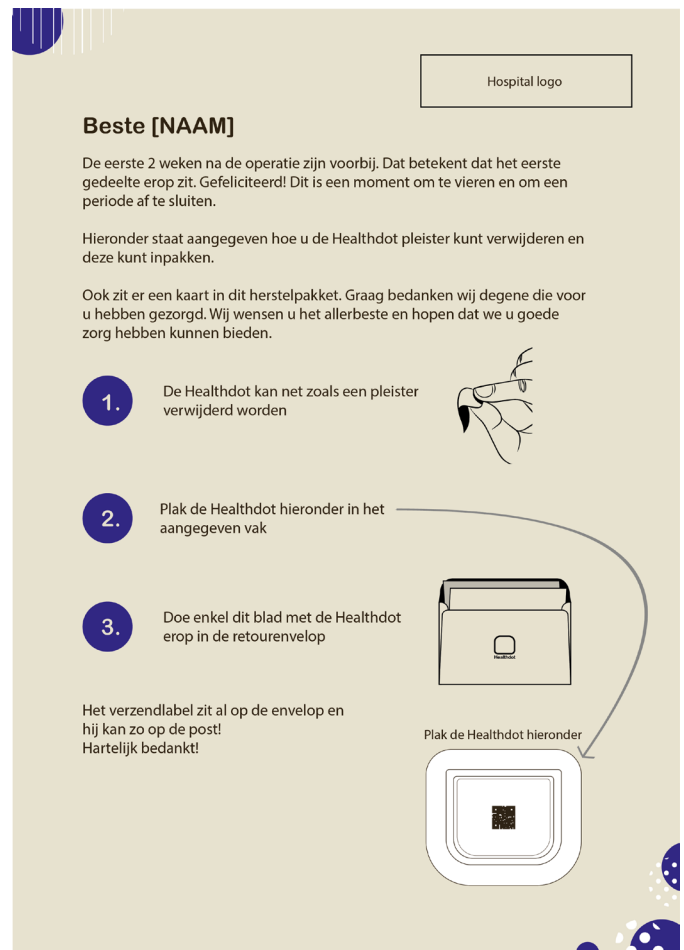 Hospital logo
Beste [NAAM]
De eerste 2 weken na de operatie zijn voorbij. Dat betekent dat het eerste
gedeelte erop zit. Gefeliciteerd! Dit is een moment om te vieren en om een
periode af te sluiten.
Hieronder staat aangegeven hoe u de Healthdot pleister kunt verwijderen en
deze kunt inpakken.
Ook zit er een kaart in dit herstelpakket. Graag bedanken wij degene die voor
u hebben gezorgd. Wij wensen u het allerbeste en hopen dat we u goede
zorg hebben kunnen bieden.
1.
De Healthdot kan net zoals een pleister
verwijderd worden
2.
Plak de Healthdot hieronder in het
aangegeven vak
3.
Doe enkel dit blad met de Healthdot
erop in de retourenvelop
Healthdot
Het verzendlabel zit al op de envelop en
hij kan zo op de post!
Hartelijk bedankt!
Plak de Healthdot hieronder